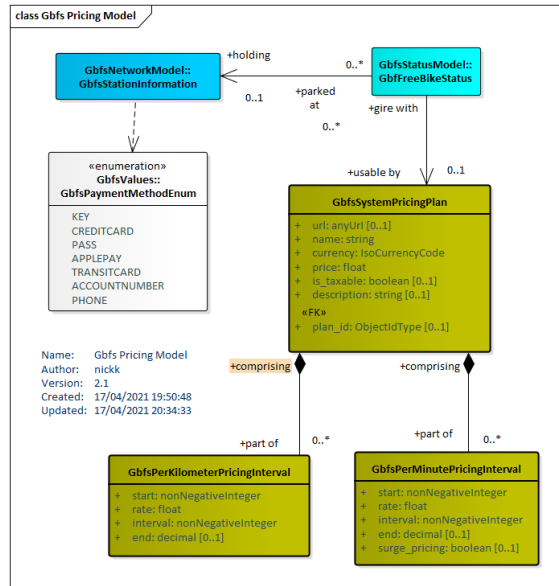 class Gbfs Pricing Model
GbfsNetworkModel::
GbfsStationInformation
+holding
0..1
0..*
+parked
at
0..*
GbfsStatusModel::
GbfFreeBikeStatus
+gire with
+usable by
0..1
«enumeration»
GbfsValues::
GbfsPaymentMethodEnum
KEY
CREDITCARD
PASS
APPLEPAY
TRANSITCARD
ACCOUNTNUMBER
PHONE
GbfsSystemPricingPlan
+ url: anyUrI [0..1]
+ name: string
+ currency: IsoCurrencyCode
+ price: float
+ is_taxable: boolean [0..1]
+ description: string [0..1]
«FK»
+ plan_id: ObjectIdType [0..1]
Name: Gbfs Pricing Model
Author: nickk
Version: 2.1
Created: 17/04/2021 19:50:48
Updated: 17/04/2021 20:34:33
+comprising
+comprising
+part of
0..*
+part of
0..*
GbfsPerKilometerPricingInterval
+ start: nonNegativeInteger
+ rate: float
+ interval: nonNegativeInteger
+ end: decimal [0..1]
GbfsPerMinutePricingInterval
+ start: nonNegativeInteger
+ rate: float
+ interval: nonNegativeInteger
+ end: decimal [0..1]
+ surge_pricing: boolean [0..1]